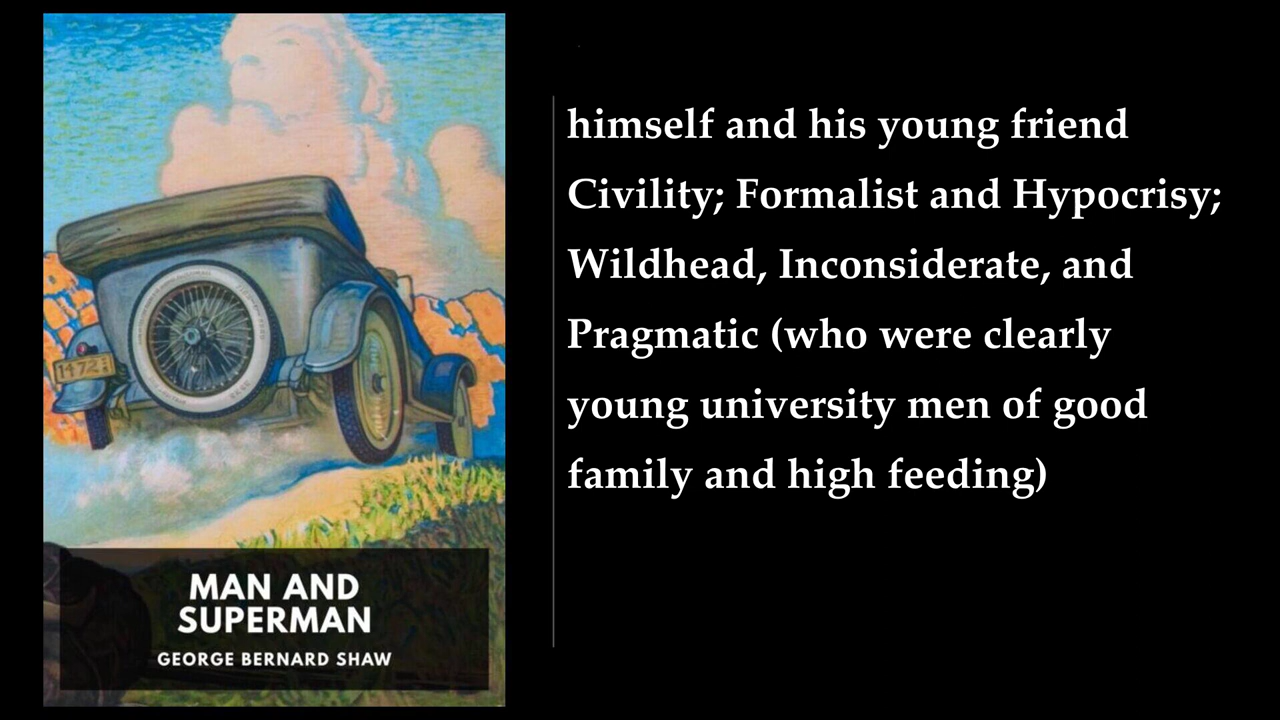 himself and his young friend
Civility; Formalist and Hypocrisy;
Wildhead, Inconsiderate, and
Pragmatic (who were clearly
young university men of good
family and high feeding)
1472
MAN AND
SUPERMAN
GEORGE BERNARD SHAW